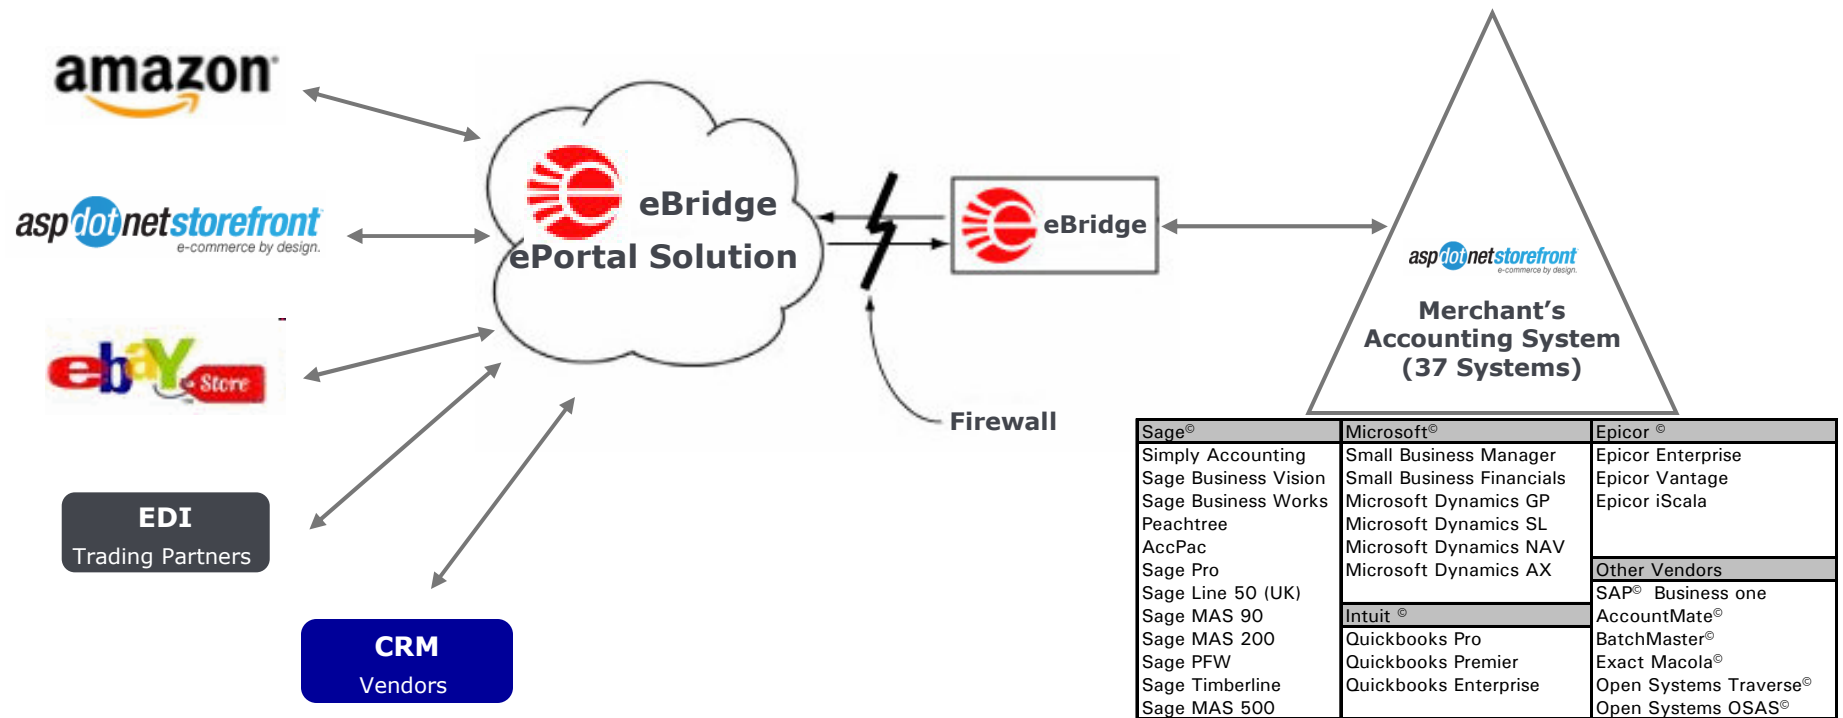 amazon
aspdotnetstorefront
e-commerce by design.
ebaY
Store
EDI
Trading Partners
CRM
Vendors
eBridge
ePortal Solution
eBridge
Firewall
aspdotnetstorefront
e-commerce by design.
Merchant’s
Accounting System
(37 Systems)
Sage©
Simply Accounting
Sage Business Vision
Sage Business Works
Peachtree
AccPac
Sage Pro
Sage Line 50 (UK)
Sage MAS 90
Sage MAS 200
Sage PFW
Sage Timberline
Sage MAS 500
Microsoft©
Small Business Manager
Small Business Financials
Microsoft Dynamics GP
Microsoft Dynamics SL
Microsoft Dynamics NAV
Microsoft Dynamics AX
Intuit ©
Quickbooks Pro
Quickbooks Premier
Quickbooks Enterprise
Epicor ©
Epicor Enterprise
Epicor Vantage
Epicor iScala
Other Vendors
SAP© Business one
AccountMate©
BatchMaster©
Exact Macola©
Open Systems Traverse©
Open Systems OSAS©